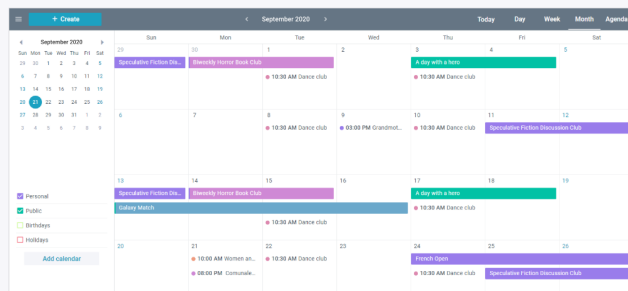 + Create
< September 2020 >
Today Day Week Month Agenda
September 2020
Sun Mon Tue Wed Thu Fri Sat
29 30 1 2 3 4 5
6 7 8 9 10 11 12
13 14 15 16 17 18 19
20 21 22 23 24 25 26
27 28 29 30 31 1 2
3 4 5 6 7 8 9
Personal
Public
Birthdays
Holidays
Add calendar
Sun Mon Tue Wed Thu Fri Sat
29 30 1 2 3 4 5
Speculative Fiction Dis... Biweekly Horror Book Club A day with a hero
10:30 AM Dance club 10:30 AM Dance club
6 7 8 9 10 11 12
10:30 AM Dance club 03:00 PM Grandmot... 10:30 AM Dance club Speculative Fiction Discussion Club
13 14 15 16 17 18 19
Speculative Fiction Dis... Biweekly Horror Book Club A day with a hero
Galaxy Match 10:30 AM Dance club
10:30 AM Dance club
20 21 22 23 24 25 26
10:00 AM Women an... 10:30 AM Dance club French Open
08:00 PM Comunale... 10:30 AM Dance club Speculative Fiction Discussion Club